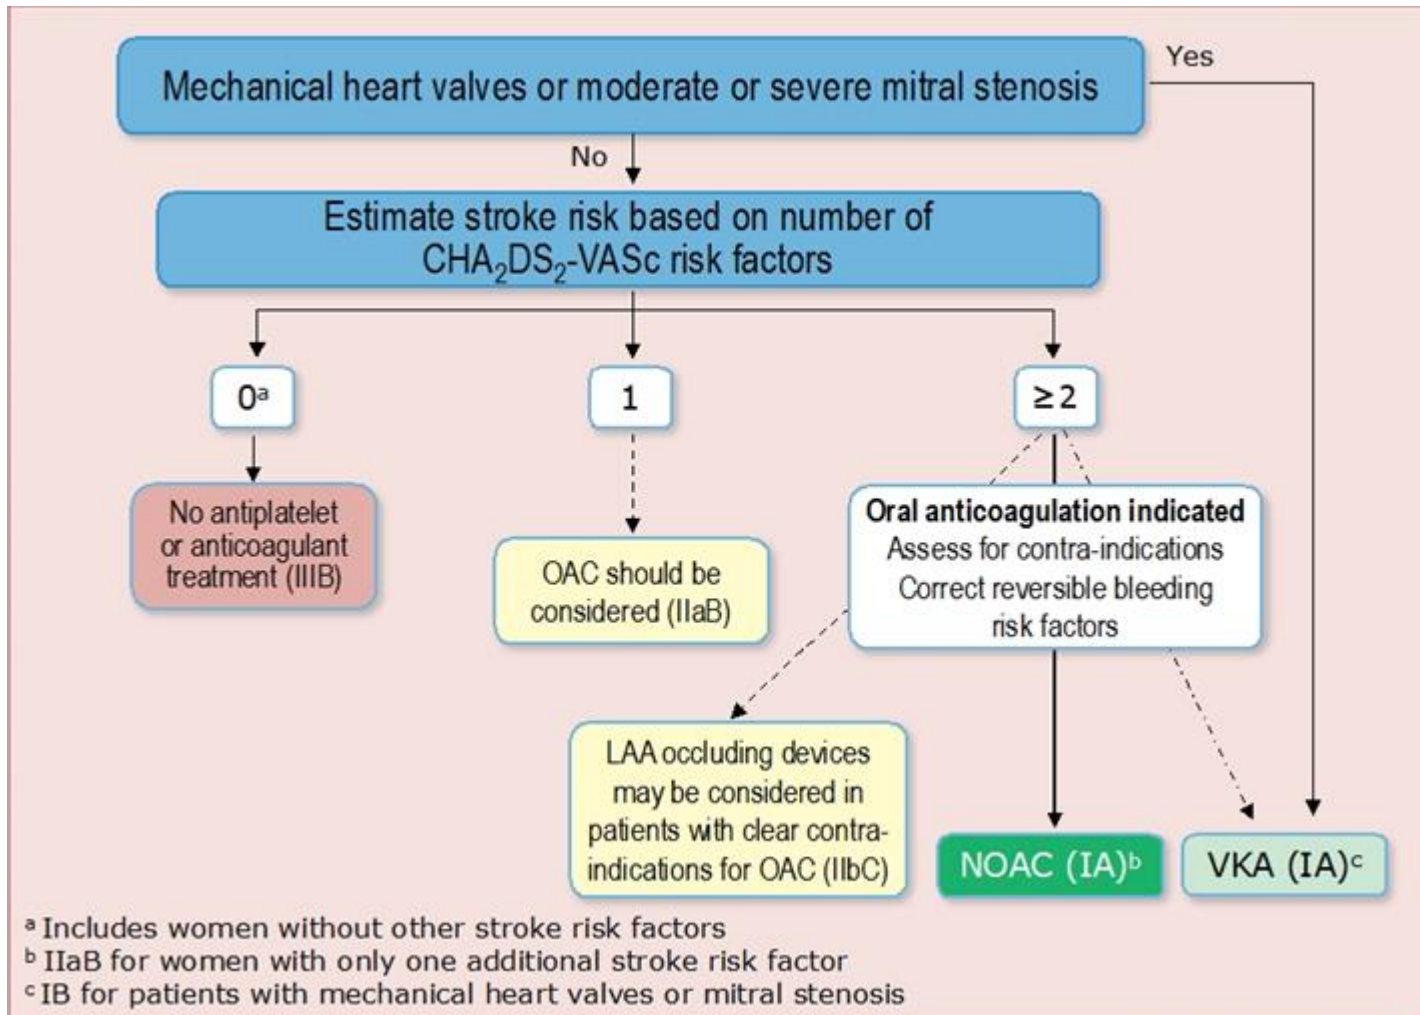 Mechanical heart valves or moderate or severe mitral stenosis
Yes
No
Estimate stroke risk based on number of
CHA₂DS₂-VASc risk factors
0ᵃ
1
≥2
No antiplatelet
or anticoagulant
treatment (IIIB)
OAC should be
considered (IIaB)
Oral anticoagulation indicated
Assess for contra-indications
Correct reversible bleeding
risk factors
LAA occluding devices
may be considered in
patients with clear contra-
indications for OAC (IIbC)
NOAC (IA)ᵇ
VKA (IA)ᶜ
ᵃ Includes women without other stroke risk factors
ᵇ IIaB for women with only one additional stroke risk factor
ᶜ IB for patients with mechanical heart valves or mitral stenosis